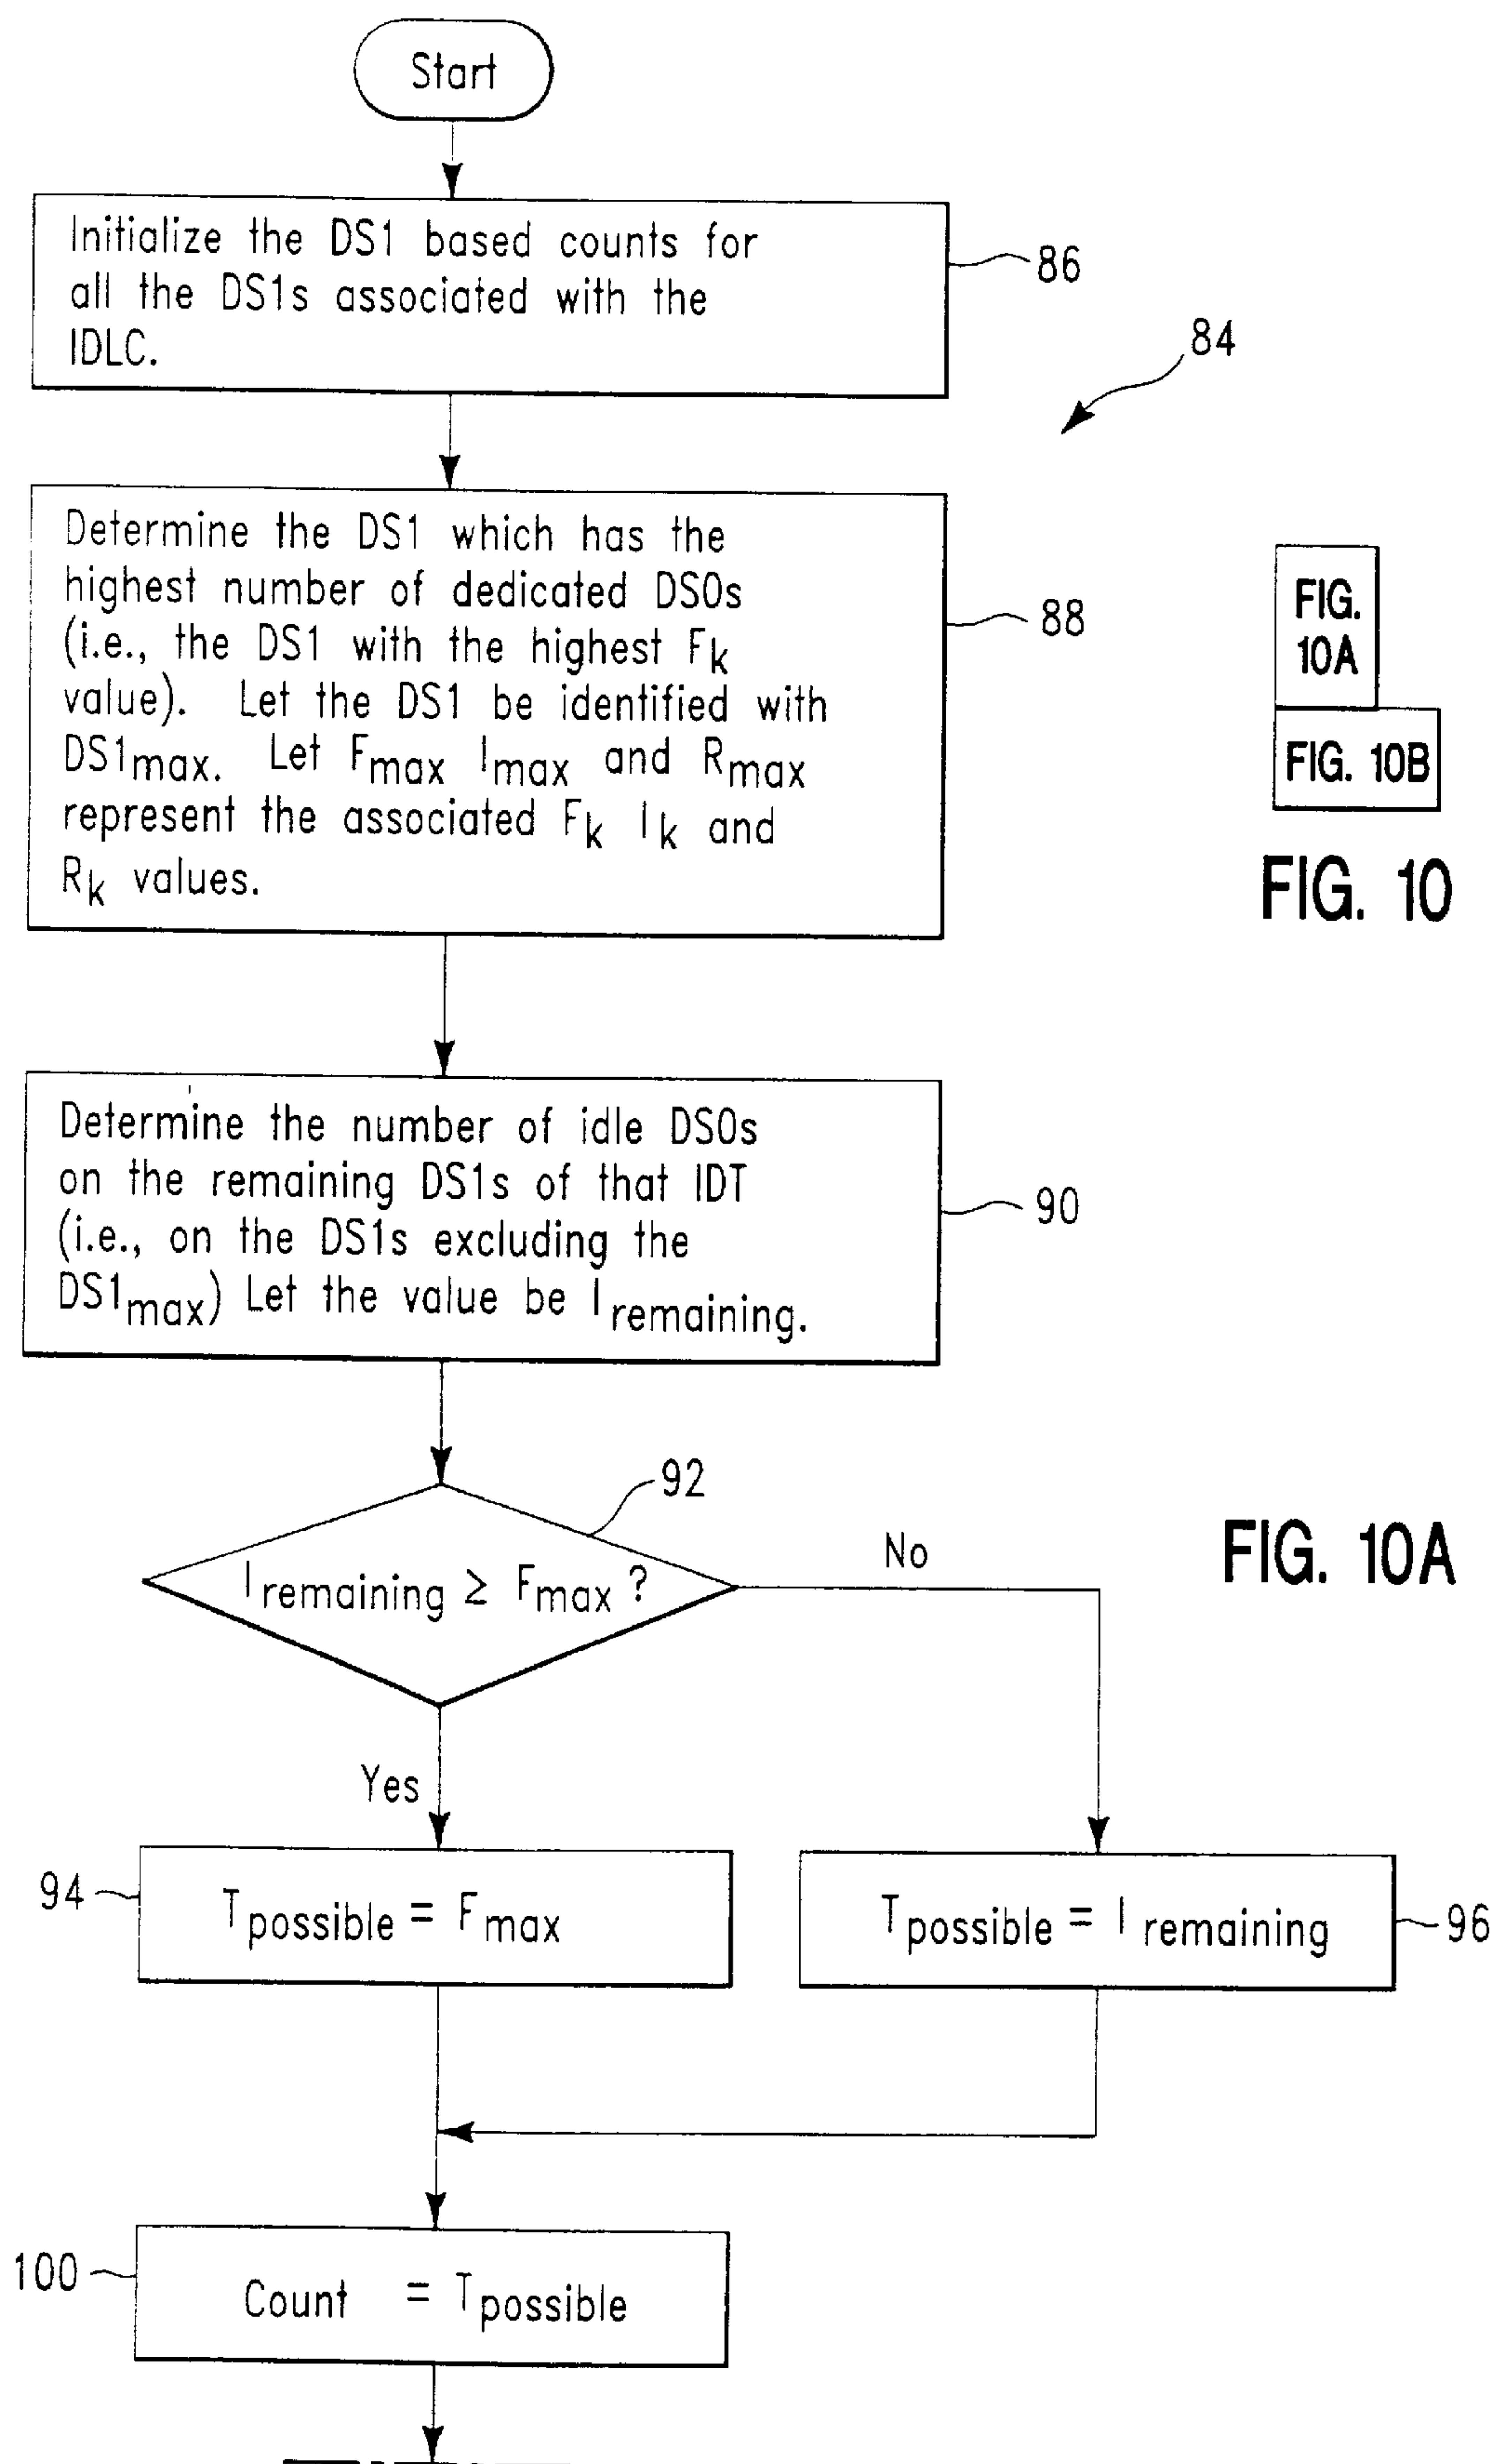 Start
Initialize the DS1 based counts for
all the DS1s associated with the
IDLC.
86
84
Determine the DS1 which has the
highest number of dedicated DS0s
(i.e., the DS1 with the highest Fk
value). Let the DS1 be identified with
DS1max. Let Fmax Imax and Rmax
represent the associated Fk Ik and
Rk values.
88
FIG.
10A
FIG. 10B
FIG. 10
Determine the number of idle DS0s
on the remaining DS1s of that IDT
(i.e., on the DS1s excluding the
DS1max) Let the value be Iremaining.
90
92
Iremaining ≥ Fmax ?
No
FIG. 10A
Yes
94
Tpossible = Fmax
Tpossible = Iremaining
96
100
Count = Tpossible